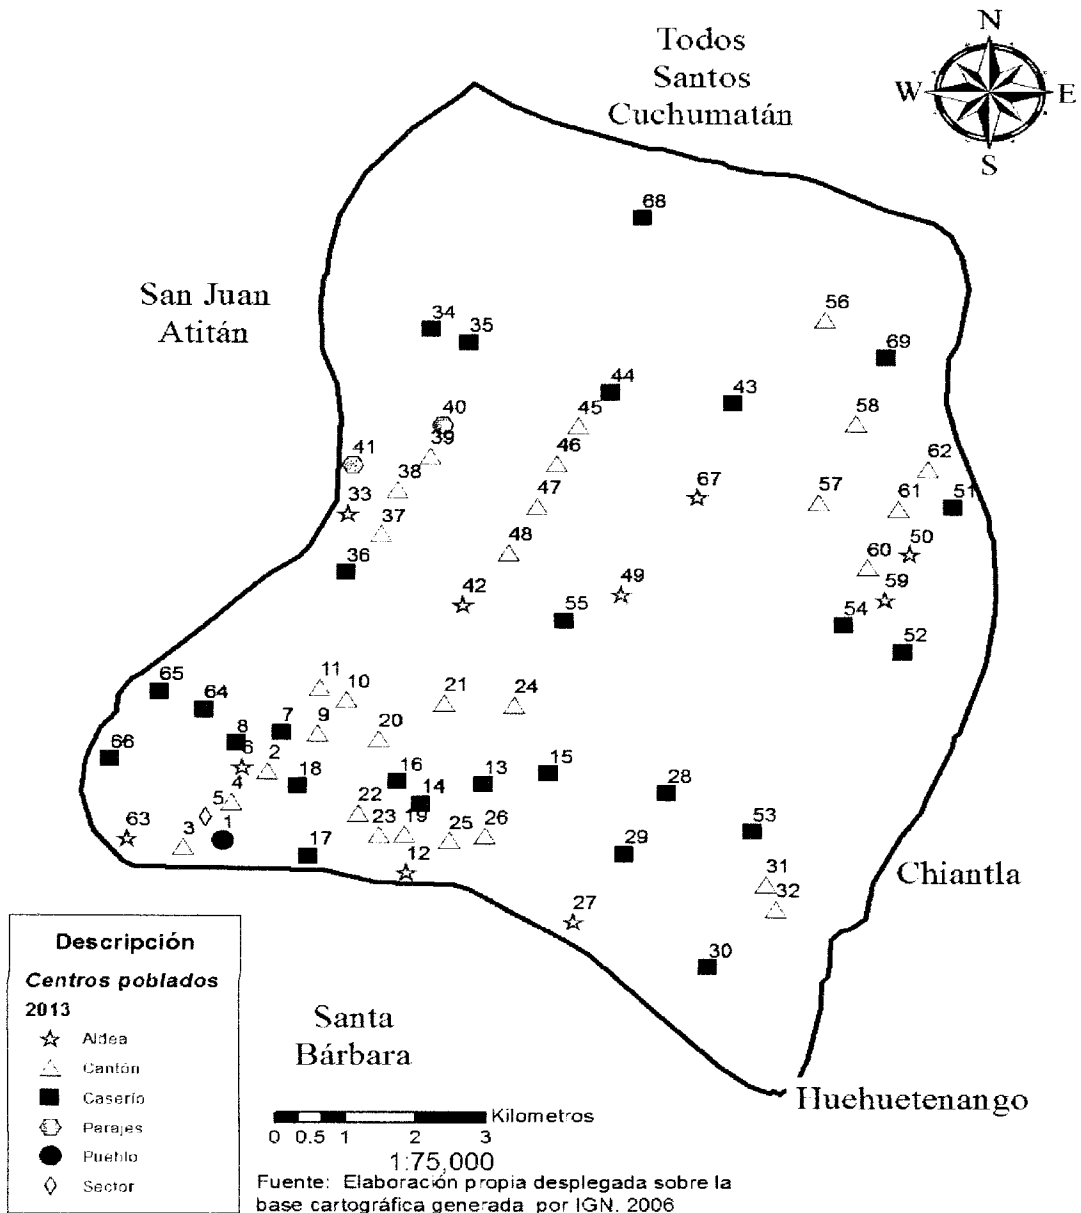 N
Todos
Santos
Cuchumatán
W E
S
68
San Juan
Atitán
34
35
56
69
44
43
40
45
58
41
39
46
62
38
67
33
47
57
61
51
37
48
50
36
60
42
49
59
55
54
52
65
11
10
21
24
64
7
9
8
20
66
6
2
18
16
15
13
14
28
4
5
22
53
63
3
1
23
19
25
26
17
29
12
31
Chiantla
32
27
30
Descripción
Centros poblados
2013
Aldea
Cantón
Caserío
Parajes
Pueblo
Sector
Santa
Bárbara
Huehuetenango
Kilometros
0 0.5 1 2 3
1:75,000
Fuente: Elaboración propia desplegada sobre la
base cartográfica generada por IGN. 2006